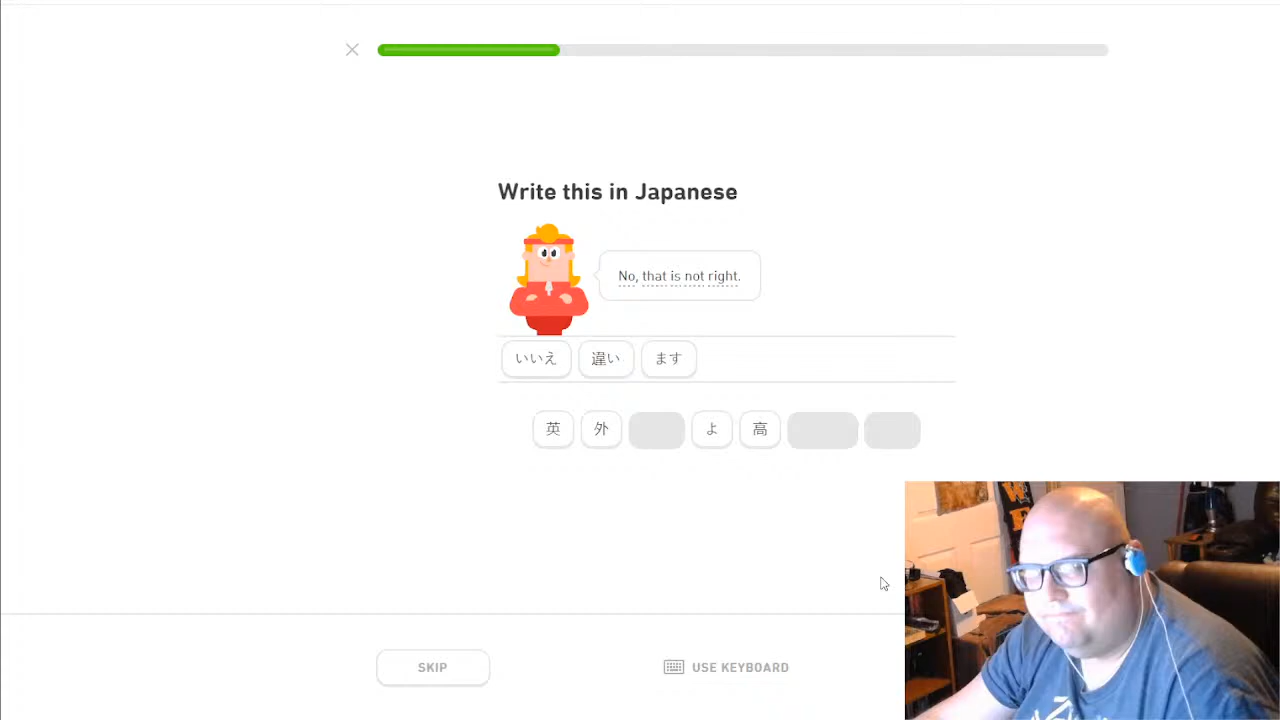 Write this in Japanese
No, that is not right.
いいえ 違い ます
英 外 よ 高
SKIP USE KEYBOARD